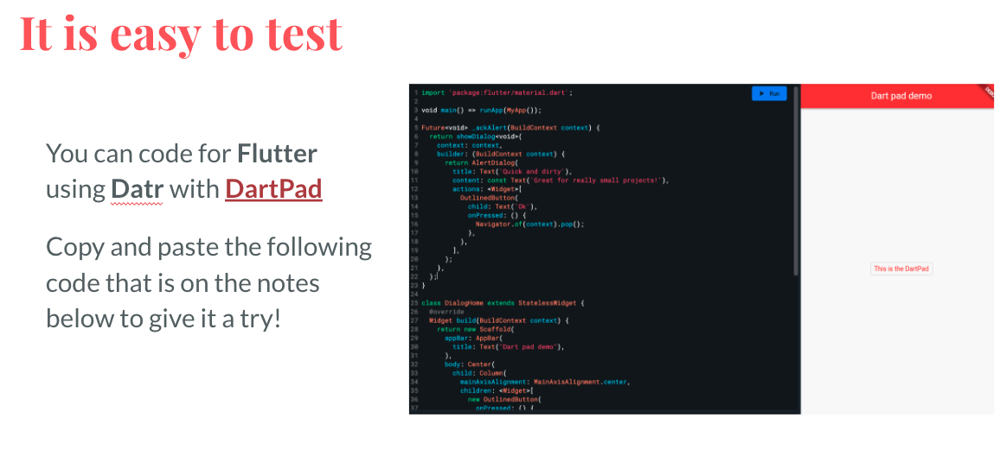 It is easy to test
You can code for Flutter
using Datr with DartPad
Copy and paste the following
code that is on the notes
below to give it a try!
1 import 'package:flutter/material.dart';
2
3 void main() => runApp(MyApp());
4
5 Future<void> _ackAlert(BuildContext context) {
6 return showDialog<void>(
7 context: context,
8 builder: (BuildContext context) {
9 return AlertDialog(
10 title: Text('Quick and dirty'),
11 content: const Text('Great for really small projects!'),
12 actions: <Widget>[
13 OutlinedButton(
14 child: Text('Ok'),
15 onPressed: () {
16 Navigator.of(context).pop();
17 },
18 ),
19 ],
20 );
21 },
22 );
23 }
24
25 class DialogHome extends StatelessWidget {
26 @override
27 Widget build(BuildContext context) {
28 return new Scaffold(
29 appBar: AppBar(
30 title: Text("Dart pad demo"),
31 ),
32 body: Center(
33 child: Column(
34 mainAxisAlignment: MainAxisAlignment.center,
35 children: <Widget>[
36 new OutlinedButton(
37 onPressed: () {
Run
Dart pad demo
This is the DartPad